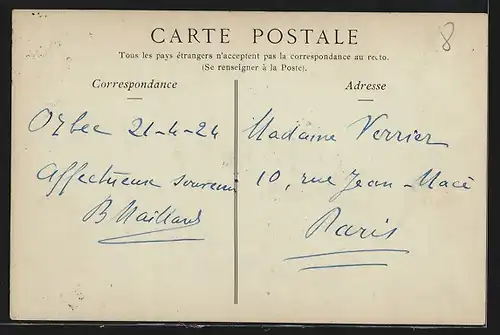 CARTE POSTALE
Tous les pays étrangers n'acceptent pas la correspondance au recto.
(Se renseigner à la Poste).
Correspondance
Adresse
8
Orbec 21-4-24
Affectueux souvenir
B Maillard
Madame Verrier
10, rue Jean-Macé
Paris